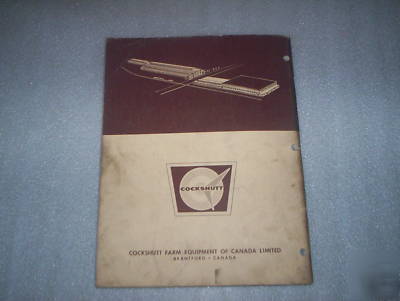 COCKSHUTT
COCKSHUTT FARM EQUIPMENT OF CANADA LIMITED
BRANTFORD - CANADA